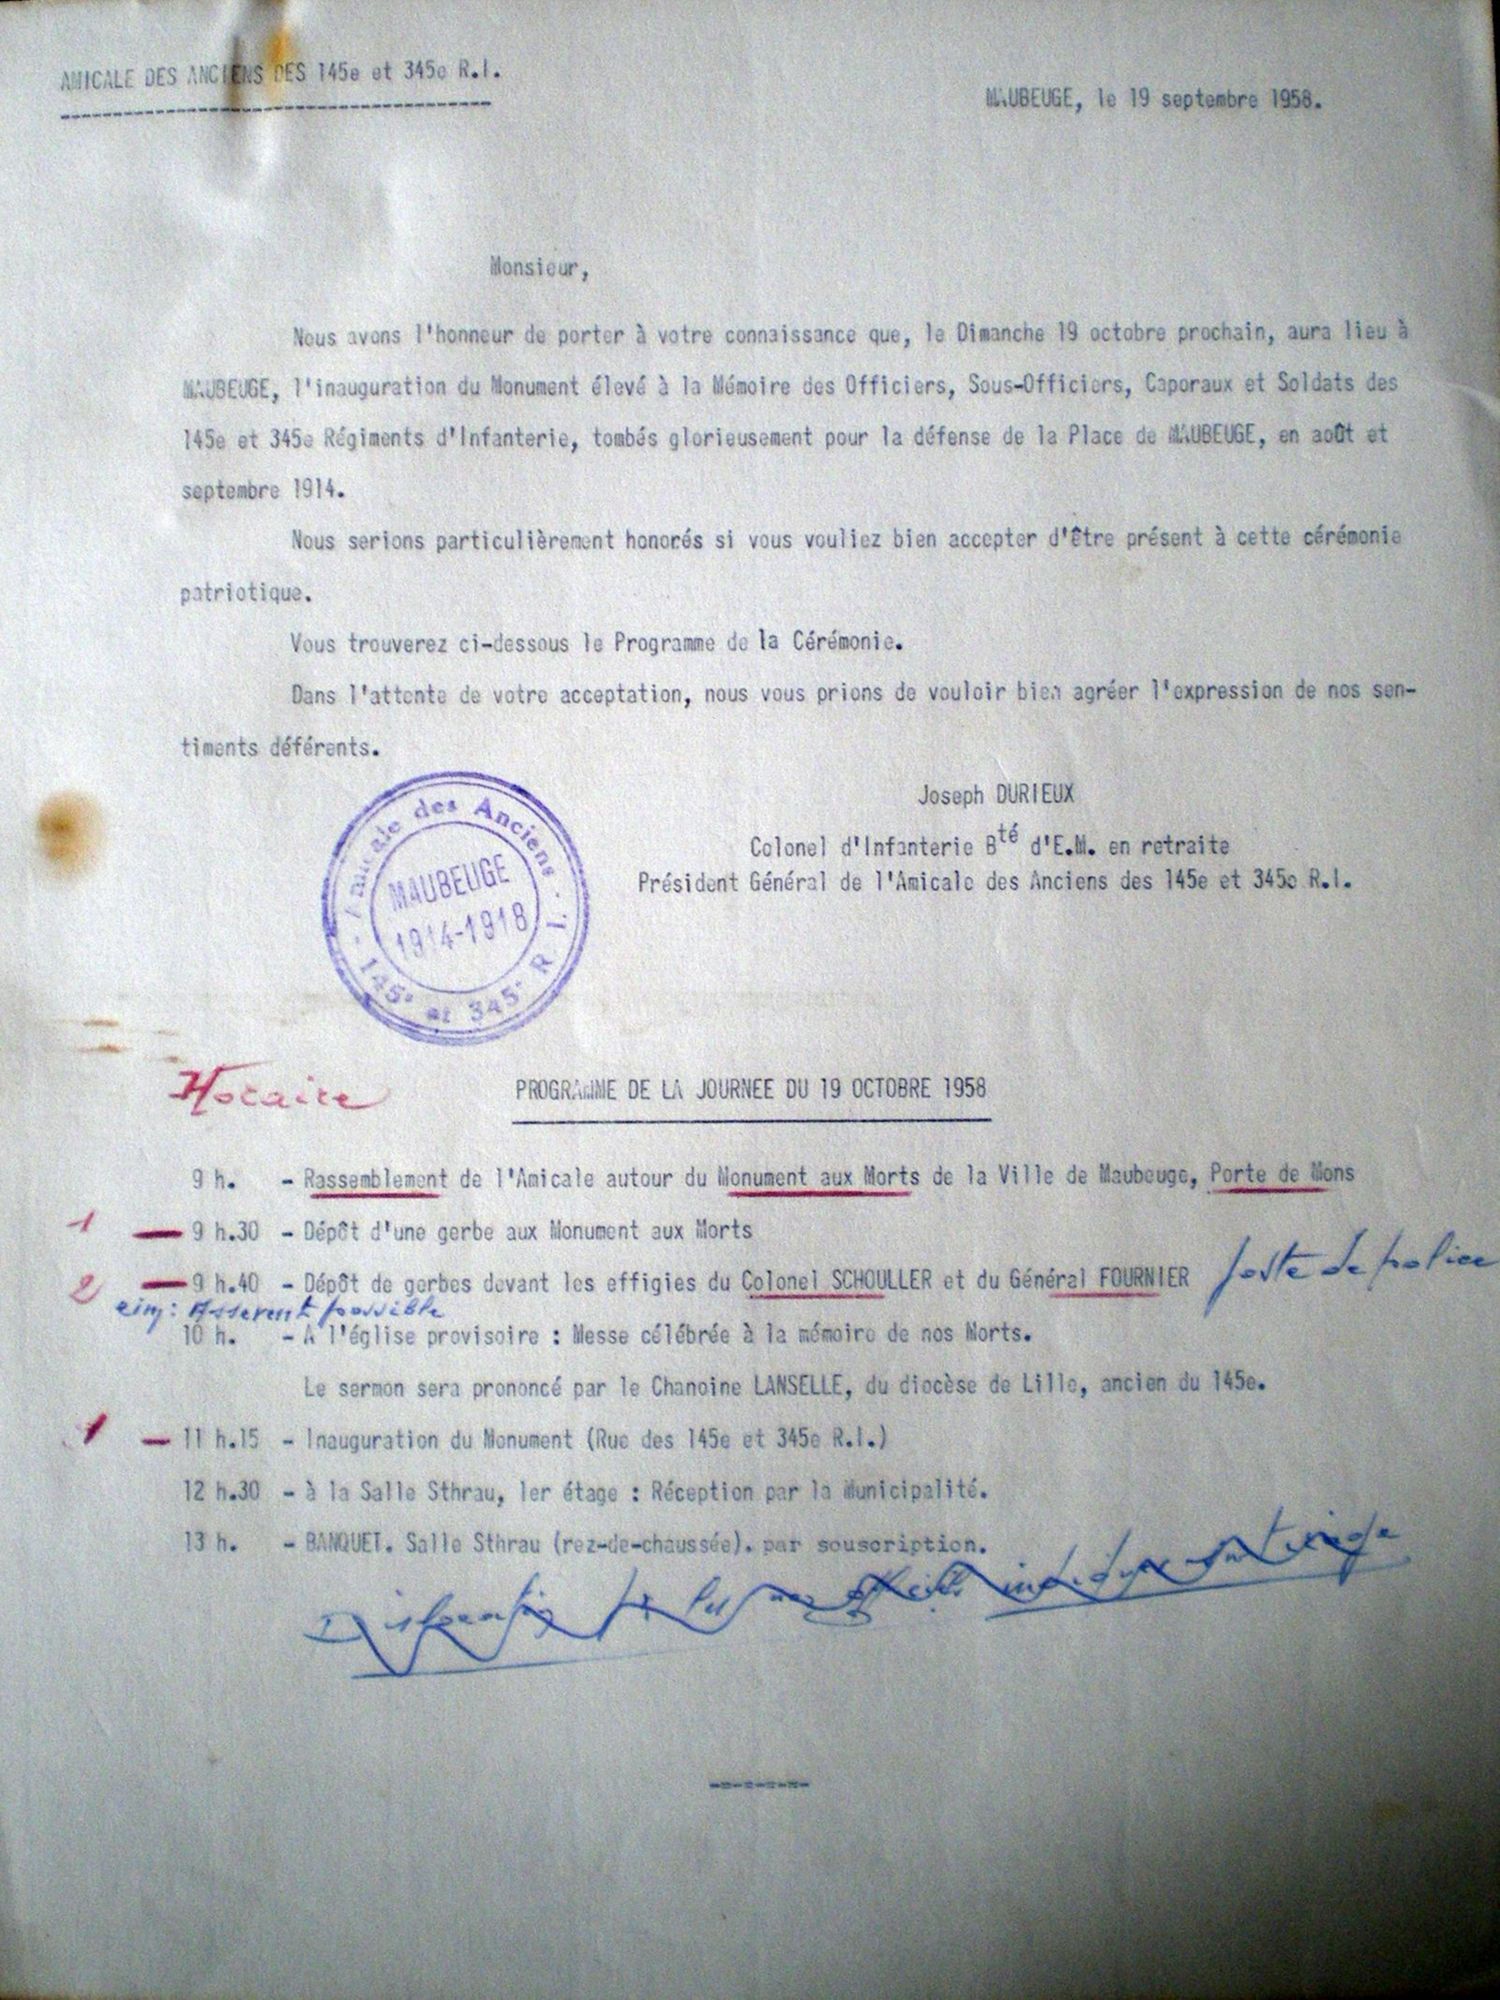 AMICALE DES ANCIENS DES 145e et 345e R.I.
MAUBEUGE, le 19 septembre 1958.
Monsieur,
Nous avons l'honneur de porter à votre connaissance que, le Dimanche 19 octobre prochain, aura lieu à
MAUBEUGE, l'inauguration du Monument élevé à la Mémoire des Officiers, Sous-Officiers, Caporaux et Soldats des
145e et 345e Régiments d'Infanterie, tombés glorieusement pour la défense de la Place de MAUBEUGE, en août et
septembre 1914.
Nous serions particulièrement honorés si vous vouliez bien accepter d'être présent à cette cérémonie
patriotique.
Vous trouverez ci-dessous le Programme de la Cérémonie.
Dans l'attente de votre acceptation, nous vous prions de vouloir bien agréer l'expression de nos sen-
timents déférents.
Amicale des Anciens
MAUBEUGE
1914-1918
145e et 345e R I.
Joseph DURIEUX
Colonel d'Infanterie Bté d'E.M. en retraite
Président Général de l'Amicale des Anciens des 145e et 345e R.I.
Horaire
PROGRAMME DE LA JOURNEE DU 19 OCTOBRE 1958
9 h. - Rassemblement de l'Amicale autour du Monument aux Morts de la Ville de Maubeuge, Porte de Mons
1 — 9 h.30 - Dépôt d'une gerbe aux Monument aux Morts
2 — 9 h.40 - Dépôt de gerbes devant les effigies du Colonel SCHOULLER et du Général FOURNIER poste de police
possible
10 h. - A l'église provisoire : Messe célébrée à la mémoire de nos Morts.
Le sermon sera prononcé par le Chanoine LANSELLE, du diocèse de Lille, ancien du 145e.
1 — 11 h.15 - Inauguration du Monument (Rue des 145e et 345e R.I.)
12 h.30 - à la Salle Sthrau, 1er étage : Réception par la Municipalité.
13 h. - BANQUET. Salle Sthrau (rez-de-chaussée). par souscription.